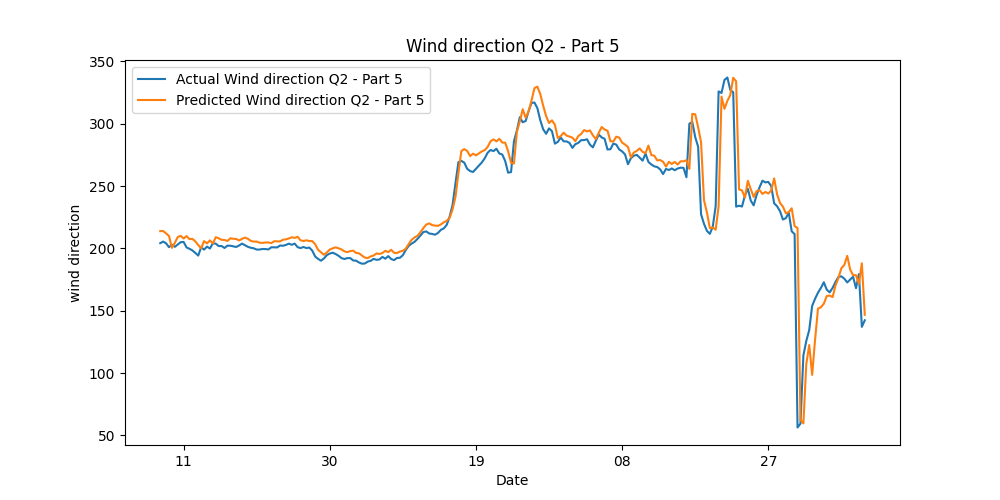 Wind direction Q2 - Part 5
Actual Wind direction Q2 - Part 5
Predicted Wind direction Q2 - Part 5
350
300
250
200
150
100
50
wind direction
11 30 19 08 27
Date